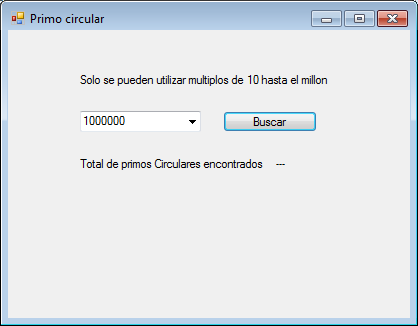 Primo circular
Solo se pueden utilizar multiplos de 10 hasta el millon
1000000 Buscar
Total de primos Circulares encontrados ---